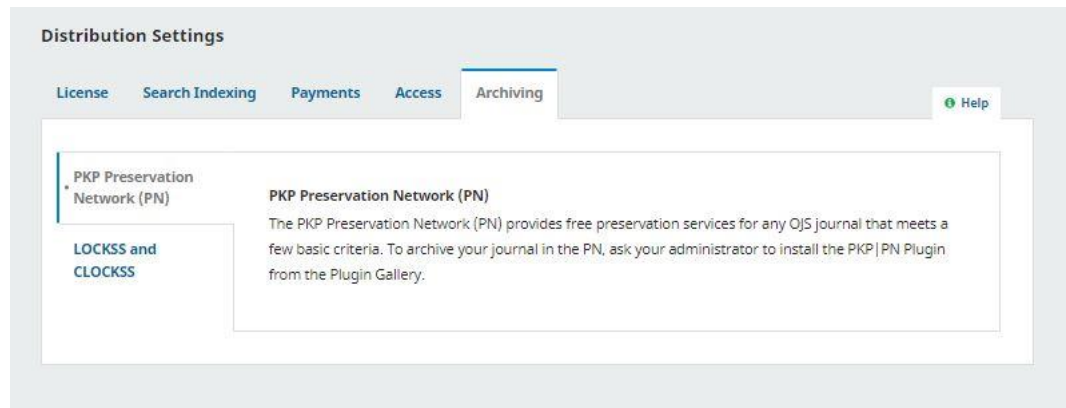 Distribution Settings
License Search Indexing Payments Access Archiving
Help
PKP Preservation
Network (PN)
LOCKSS and
CLOCKSS
PKP Preservation Network (PN)
The PKP Preservation Network (PN) provides free preservation services for any OJS journal that meets a
few basic criteria. To archive your journal in the PN, ask your administrator to install the PKP|PN Plugin
from the Plugin Gallery.